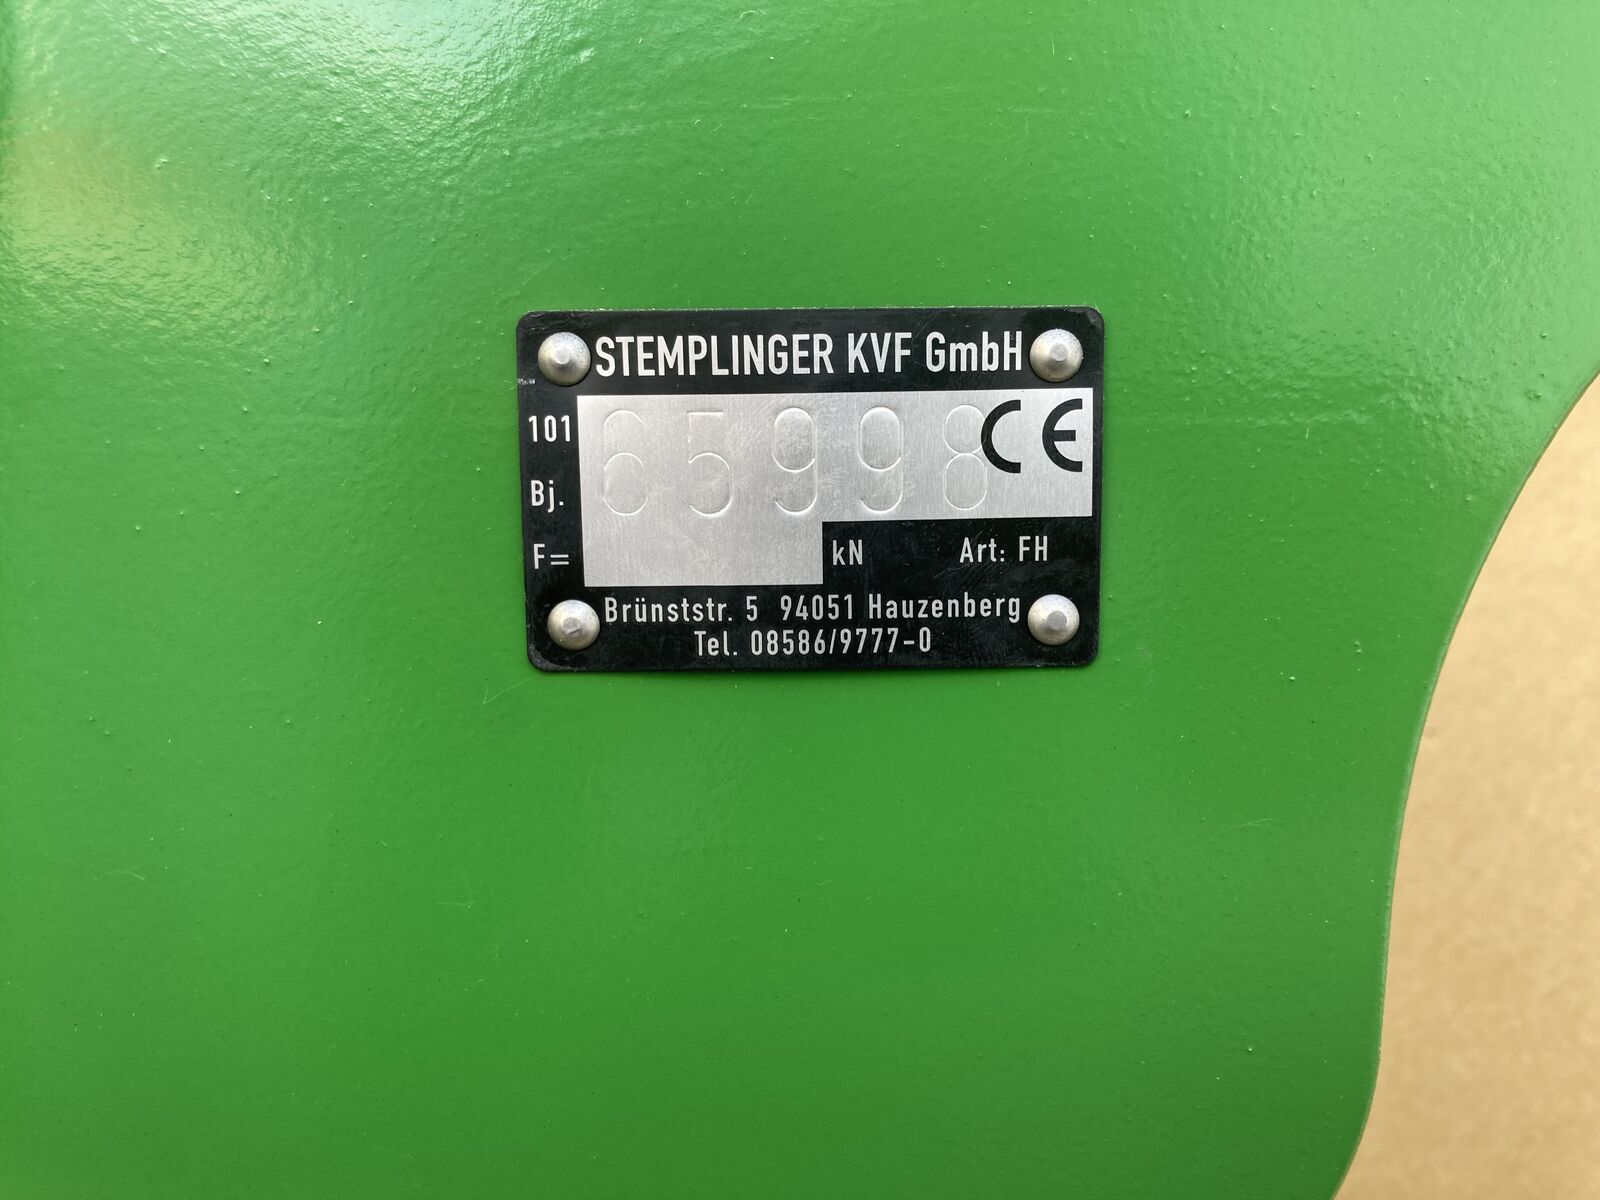 STEMPLINGER KVF GmbH
101 65998 CE
Bj.
F= kN Art: FH
Brünststr. 5 94051 Hauzenberg
Tel. 08586/9777-0